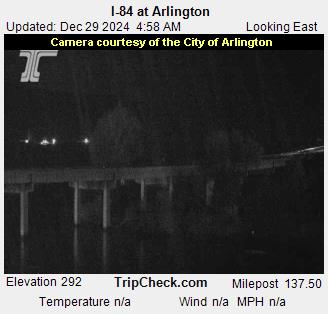 I-84 at Arlington
Updated: Dec 29 2024 4:58 AM Looking East
Camera courtesy of the City of Arlington
Elevation 292 TripCheck.com Milepost 137.50
Temperature n/a Wind n/a MPH n/a